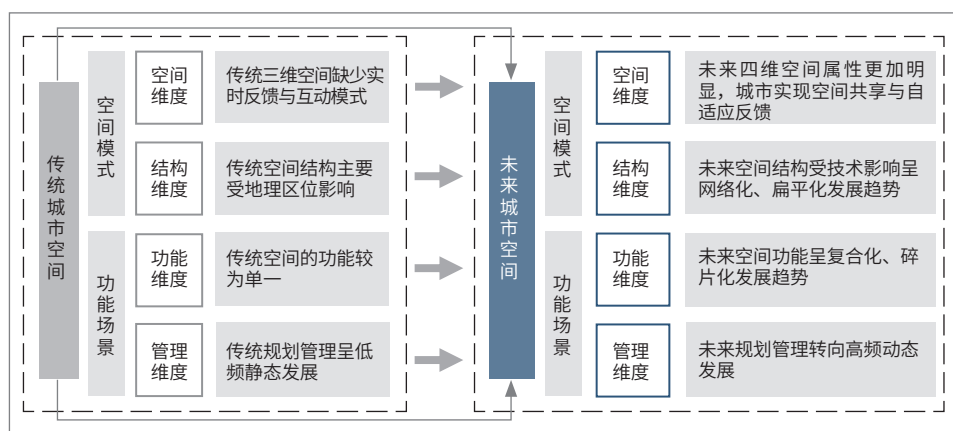 传统城市空间
空间模式
空间
维度
传统三维空间缺少实
时反馈与互动模式
结构
维度
传统空间结构主要
受地理区位影响
功能场景
功能
维度
传统空间的功能较
为单一
管理
维度
传统规划管理呈低
频静态发展
未来城市空间
空间模式
空间
维度
未来四维空间属性更加明
显，城市实现空间共享与自
适应反馈
结构
维度
未来空间结构受技术影响呈
网络化、扁平化发展趋势
功能场景
功能
维度
未来空间功能呈复合化、碎
片化发展趋势
管理
维度
未来规划管理转向高频动态
发展